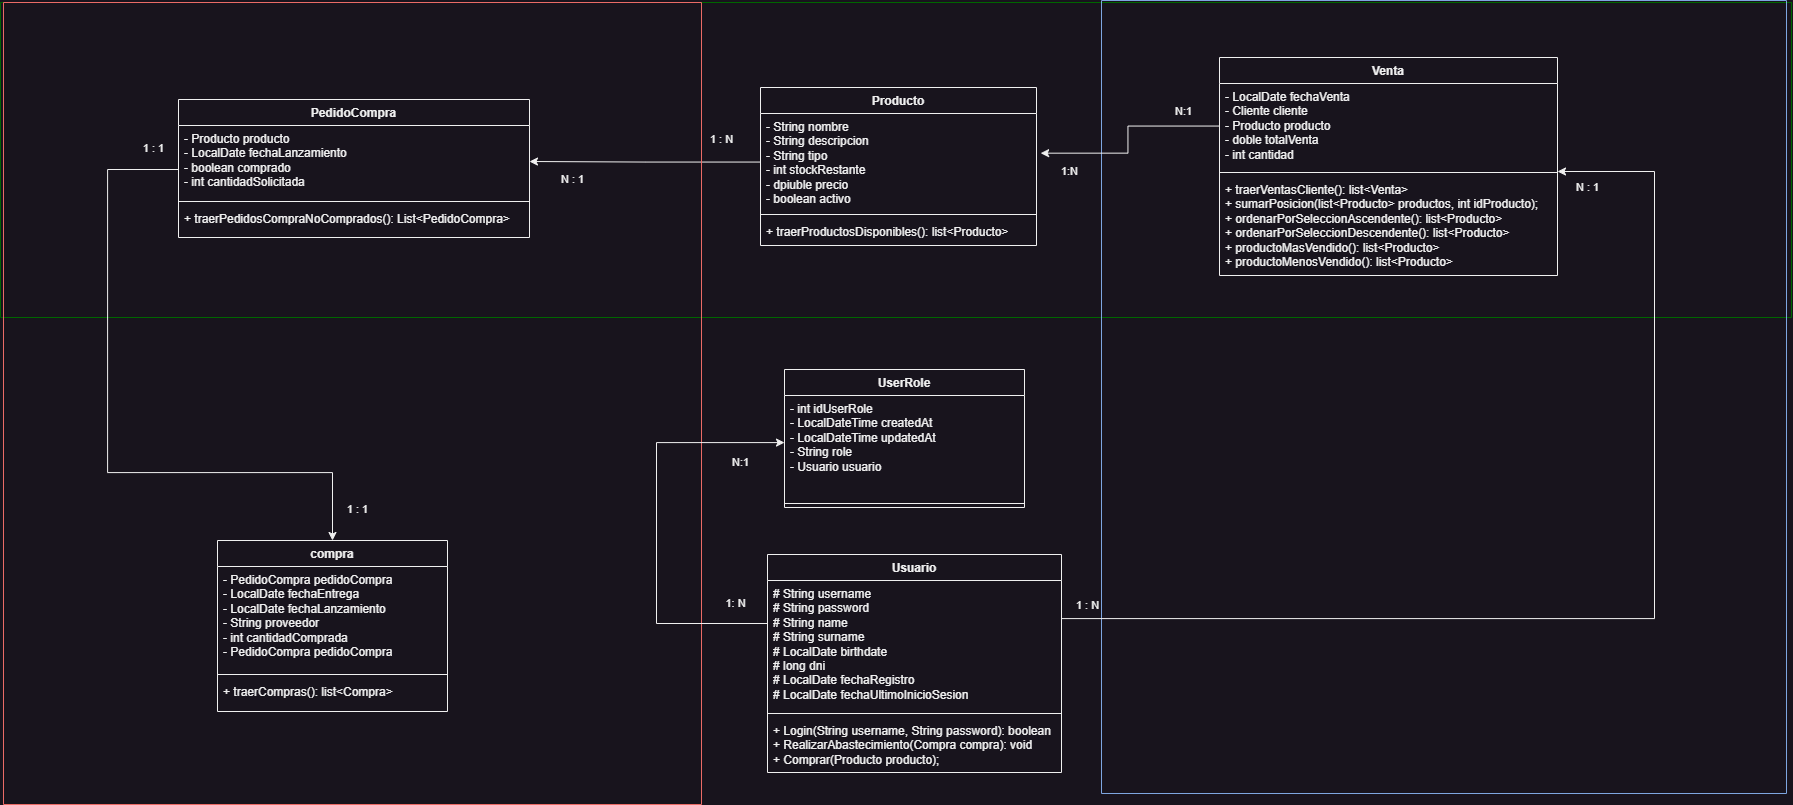 PedidoCompra
- Producto producto
- LocalDate fechaLanzamiento
- boolean comprado
- int cantidadSolicitada
+ traerPedidosCompraNoComprados(): List<PedidoCompra>
1 : 1
N : 1
1 : N
Producto
- String nombre
- String descripcion
- String tipo
- int stockRestante
- dpiuble precio
- boolean activo
+ traerProductosDisponibles(): list<Producto>
1:N
N:1
Venta
- LocalDate fechaVenta
- Cliente cliente
- Producto producto
- doble totalVenta
- int cantidad
+ traerVentasCliente(): list<Venta>
+ sumarPosicion(list<Producto> productos, int idProducto);
+ ordenarPorSeleccionAscendente(): list<Producto>
+ ordenarPorSeleccionDescendente(): list<Producto>
+ productoMasVendido(): list<Producto>
+ productoMenosVendido(): list<Producto>
N : 1
UserRole
- int idUserRole
- LocalDateTime createdAt
- LocalDateTime updatedAt
- String role
- Usuario usuario
N:1
1 : 1
compra
- PedidoCompra pedidoCompra
- LocalDate fechaEntrega
- LocalDate fechaLanzamiento
- String proveedor
- int cantidadComprada
- PedidoCompra pedidoCompra
+ traerCompras(): list<Compra>
1: N
Usuario
# String username
# String password
# String name
# String surname
# LocalDate birthdate
# long dni
# LocalDate fechaRegistro
# LocalDate fechaUltimoInicioSesion
+ Login(String username, String password): boolean
+ RealizarAbastecimiento(Compra compra): void
+ Comprar(Producto producto);
1 : N